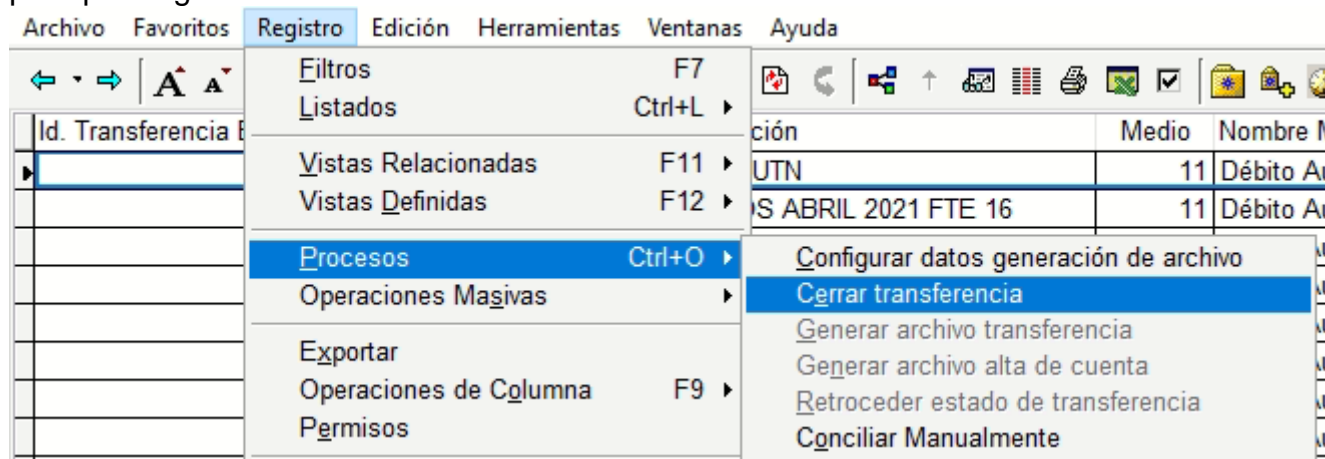 Archivo Favoritos Registro Edición Herramientas Ventanas Ayuda
Filtros F7
Listados Ctrl+L
Id. Transferencia ción Medio Nombre
Vistas Relacionadas F11
UTN 11 Débito
Vistas Definidas F12
S ABRIL 2021 FTE 16 11 Débito
Procesos Ctrl+O
Configurar datos generación de archivo
Operaciones Masivas
Cerrar transferencia
Generar archivo transferencia
Exportar
Generar archivo alta de cuenta
Operaciones de Columna F9
Retroceder estado de transferencia
Permisos
Conciliar Manualmente